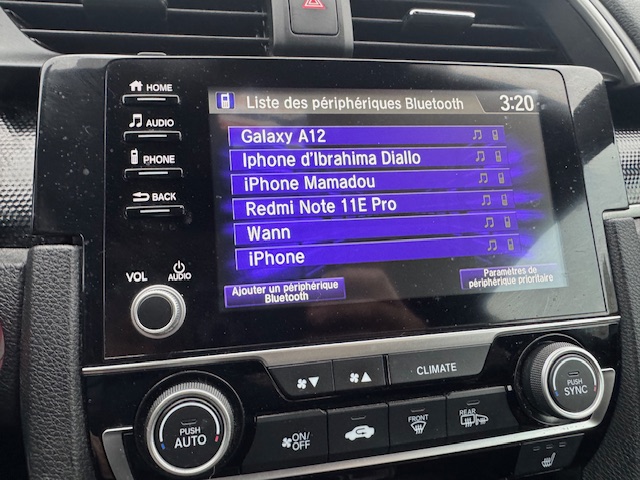 HOME
AUDIO
PHONE
BACK
VOL
AUDIO
Liste des périphériques Bluetooth
3:20
Galaxy A12
Iphone d'Ibrahima Diallo
iPhone Mamadou
Redmi Note 11E Pro
Wann
iPhone
Ajouter un périphérique
Bluetooth
Paramètres de
périphérique prioritaire
CLIMATE
PUSH
AUTO
ON/
OFF
FRONT
REAR
PUSH
SYNC